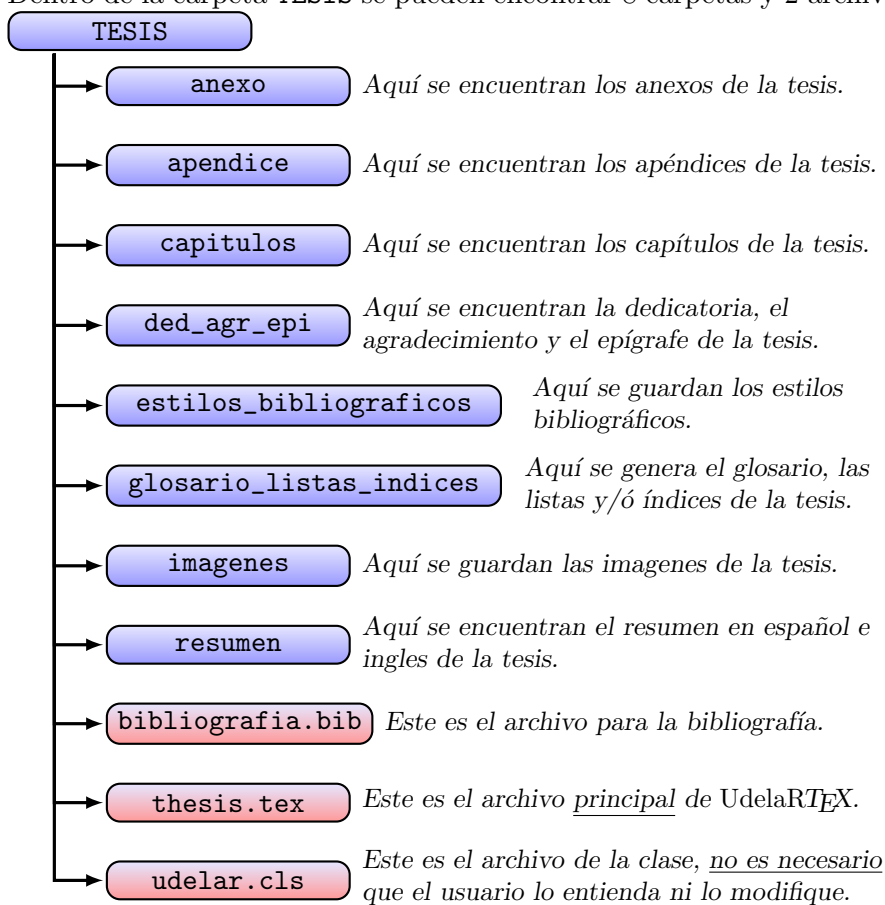 Dentro de la carpeta TESIS se pueden encontrar 8 carpetas y 2 archiv
TESIS
anexo Aquí se encuentran los anexos de la tesis.
apendice Aquí se encuentran los apéndices de la tesis.
capitulos Aquí se encuentran los capítulos de la tesis.
ded_agr_epi Aquí se encuentran la dedicatoria, el
agradecimiento y el epígrafe de la tesis.
estilos_bibliograficos Aquí se guardan los estilos
bibliográficos.
glosario_listas_indices Aquí se genera el glosario, las
listas y/ó índices de la tesis.
imagenes Aquí se guardan las imagenes de la tesis.
resumen Aquí se encuentran el resumen en español e
ingles de la tesis.
bibliografia.bib Este es el archivo para la bibliografía.
thesis.tex Este es el archivo principal de UdelaRTEX.
udelar.cls Este es el archivo de la clase, no es necesario
que el usuario lo entienda ni lo modifique.